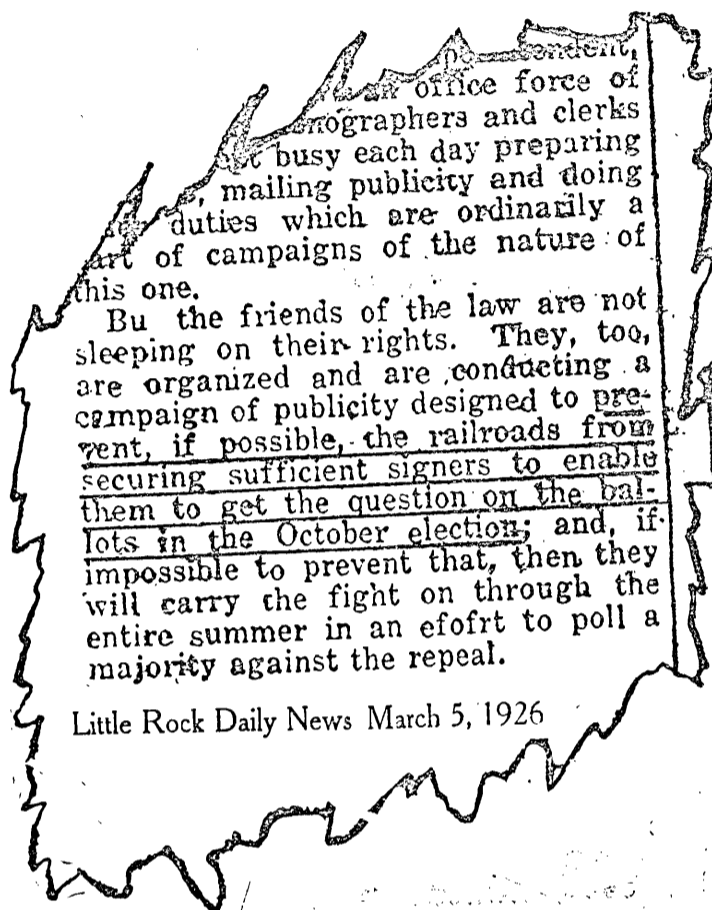 office force of
ographers and clerks
busy each day preparing
, mailing publicity and doing
duties which are ordinarily a
art of campaigns of the nature of
this one.
Bu the friends of the law are not
sleeping on their rights. They, too,
are organized and are conducting a
campaign of publicity designed to pre-
vent, if possible, the railroads from
securing sufficient signers to enable
them to get the question on the bal-
lots in the October election; and, if
impossible to prevent that, then they
will carry the fight on through the
entire summer in an efofrt to poll a
majority against the repeal.
Little Rock Daily News March 5, 1926